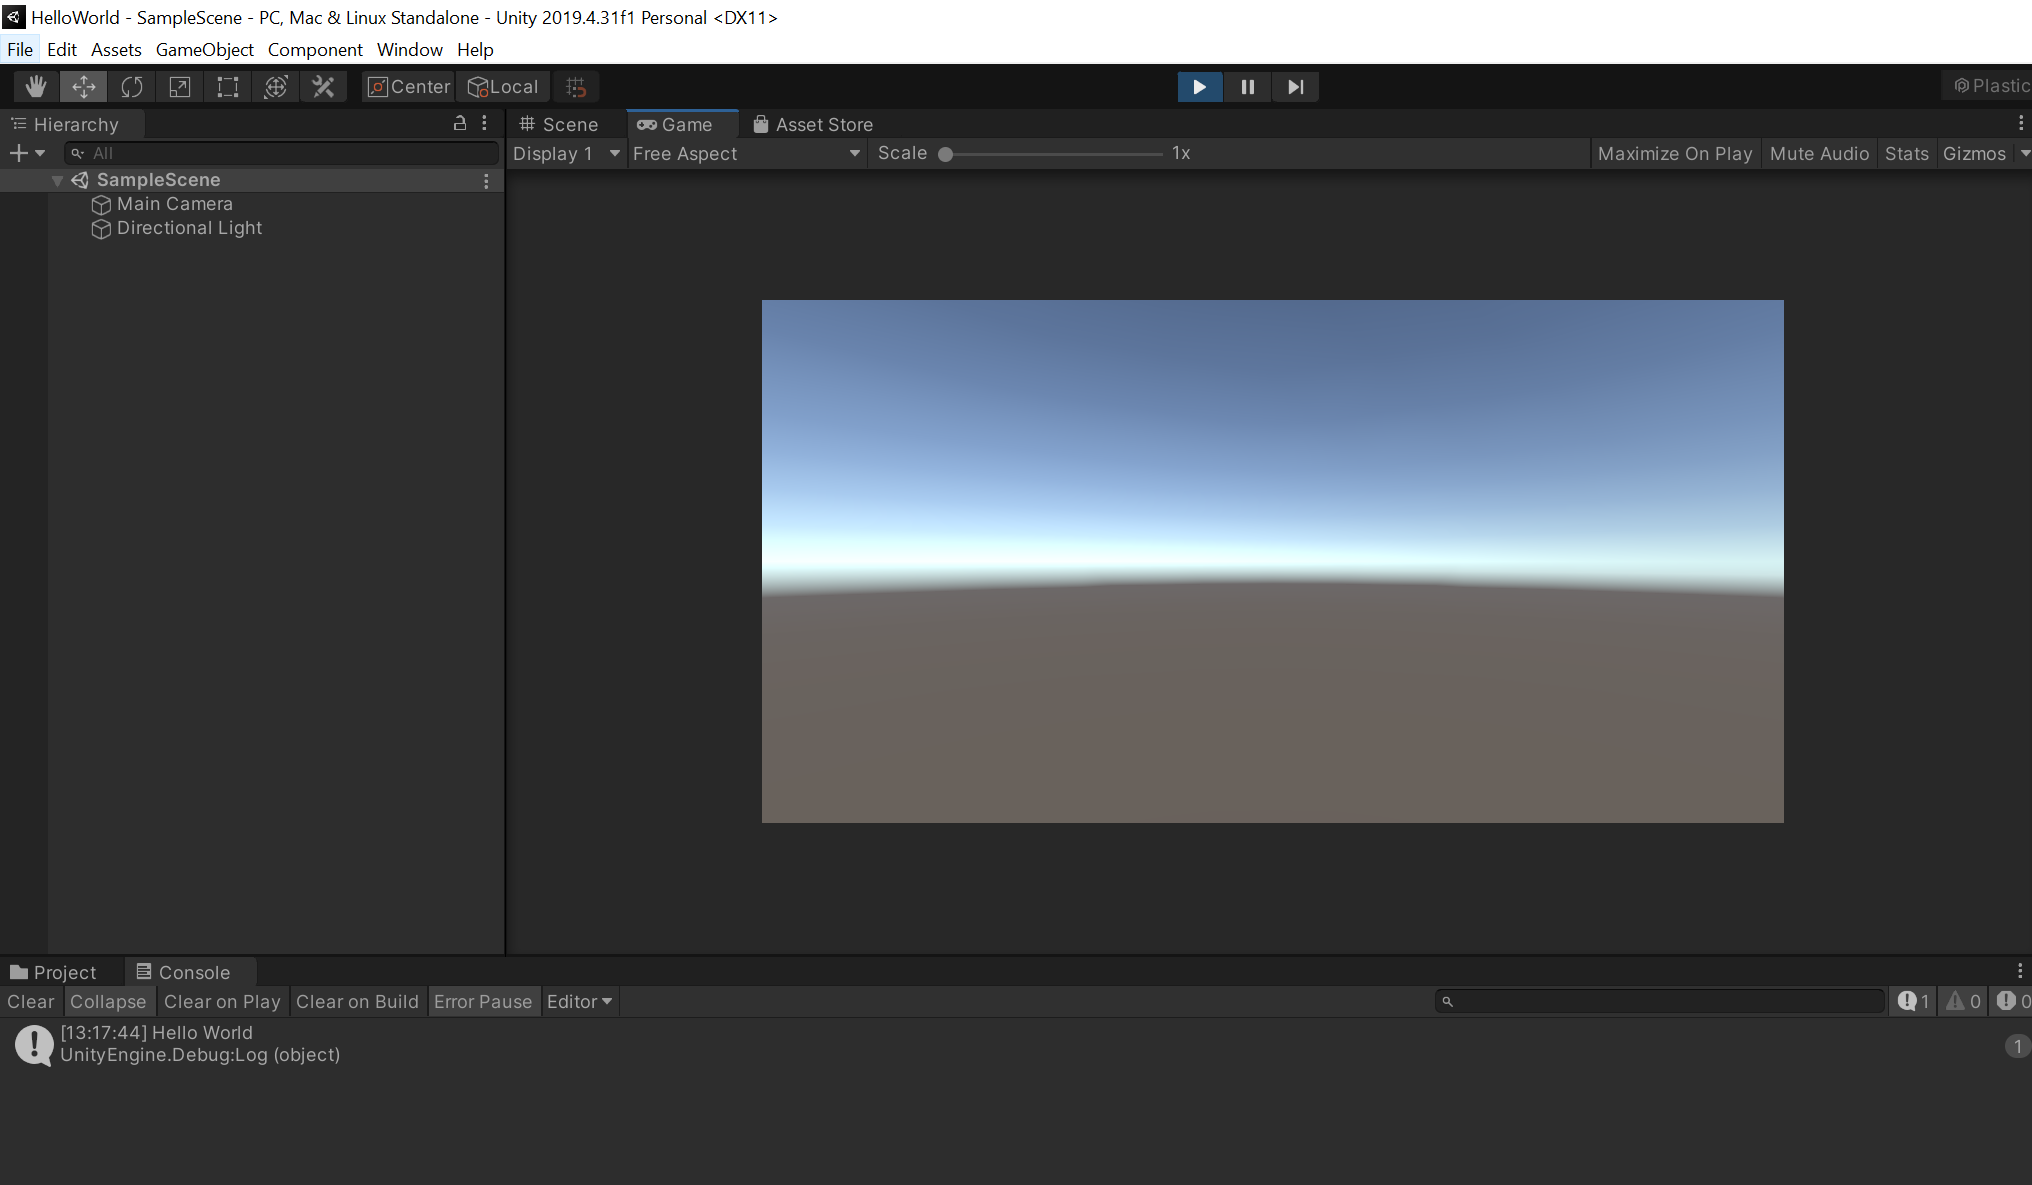 HelloWorld - SampleScene - PC, Mac & Linux Standalone - Unity 2019.4.31f1 Personal <DX11>
File Edit Assets GameObject Component Window Help
Center Local Plastic
Hierarchy
Scene Game Asset Store
All
Display 1 Free Aspect Scale 1x Maximize On Play Mute Audio Stats Gizmos
SampleScene
Main Camera
Directional Light
Project Console
Clear Collapse Clear on Play Clear on Build Error Pause Editor 1 0 0
[13:17:44] Hello World
UnityEngine.Debug:Log (object)
1